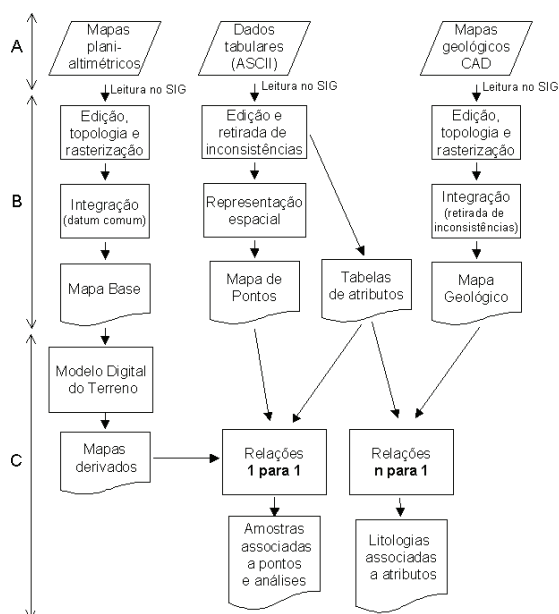 A
Mapas
plani-
altimétricos
Dados
tabulares
(ASCII)
Mapas
geológicos
CAD
Leitura no SIG
Leitura no SIG
Leitura no SIG
B
Edição,
topologia e
rasterização
Edição e
retirada de
inconsistências
Edição,
topologia e
rasterização
Integração
(datum comum)
Representação
espacial
Integração
(retirada de
inconsistências)
Mapa Base
Mapa de
Pontos
Tabelas
de atributos
Mapa
Geológico
C
Modelo Digital
do Terreno
Mapas
derivados
Relações
1 para 1
Relações
n para 1
Amostras
associadas
a pontos
e análises
Litologias
associadas
a atributos